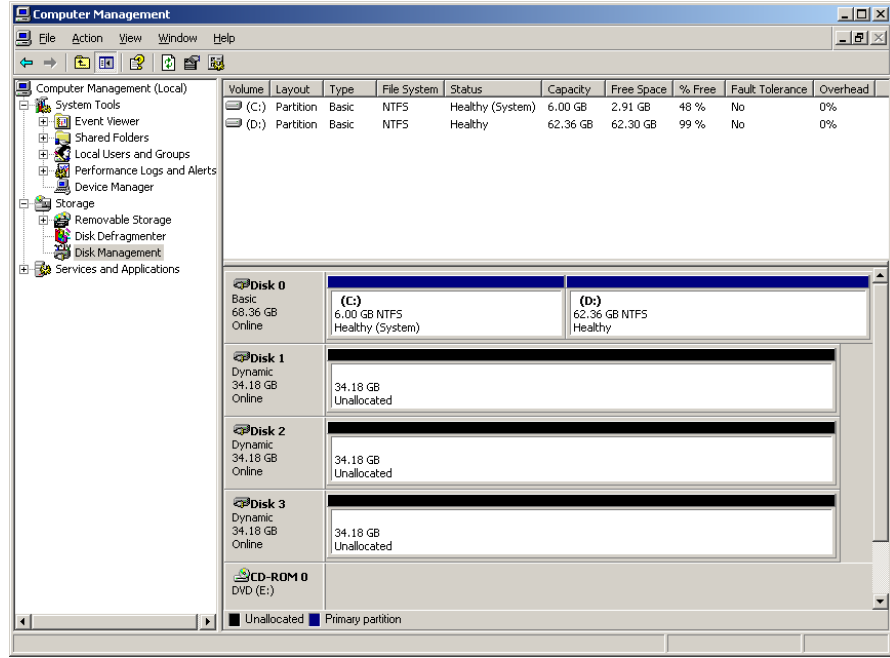 Computer Management
File Action View Window Help
Computer Management (Local)
System Tools
Event Viewer
Shared Folders
Local Users and Groups
Performance Logs and Alerts
Device Manager
Storage
Removable Storage
Disk Defragmenter
Disk Management
Services and Applications
Volume Layout Type File System Status Capacity Free Space % Free Fault Tolerance Overhead
(C:) Partition Basic NTFS Healthy (System) 6.00 GB 2.91 GB 48 % No 0%
(D:) Partition Basic NTFS Healthy 62.36 GB 62.30 GB 99 % No 0%
Disk 0
Basic
68.36 GB
Online
(C:)
6.00 GB NTFS
Healthy (System)
(D:)
62.36 GB NTFS
Healthy
Disk 1
Dynamic
34.18 GB
Online
34.18 GB
Unallocated
Disk 2
Dynamic
34.18 GB
Online
34.18 GB
Unallocated
Disk 3
Dynamic
34.18 GB
Online
34.18 GB
Unallocated
CD-ROM 0
DVD (E:)
Unallocated Primary partition